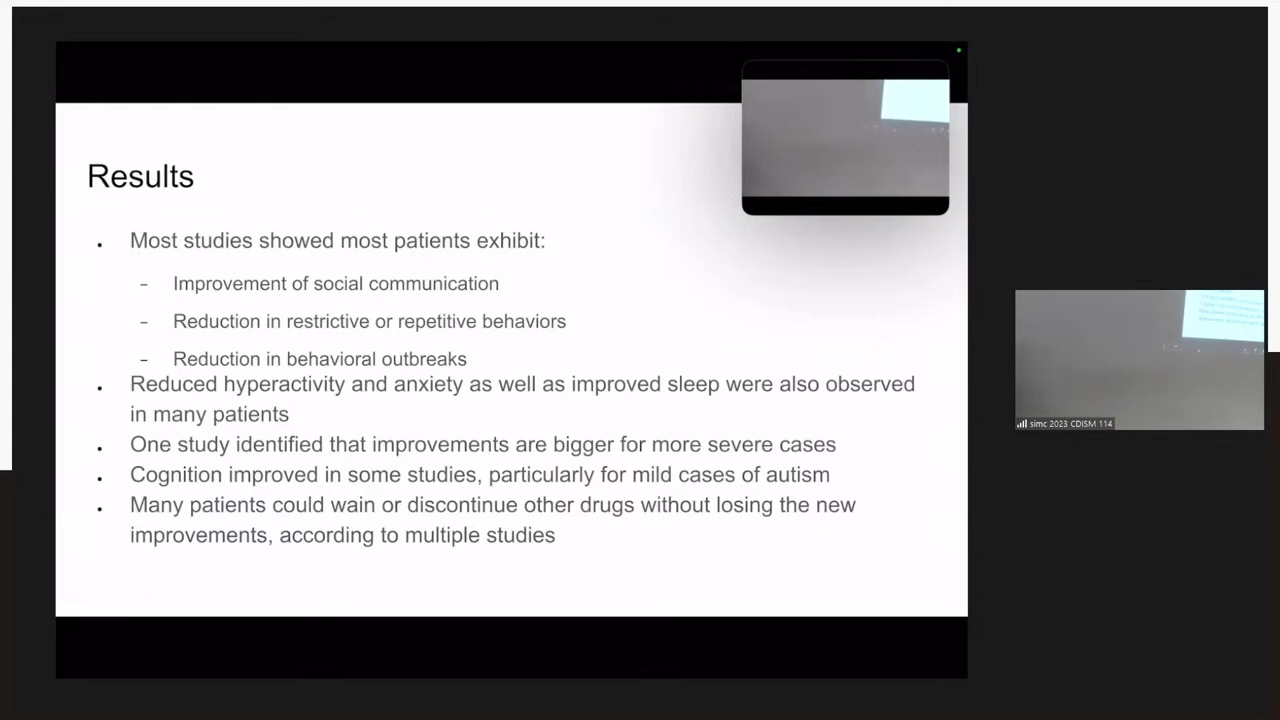 Results
• Most studies showed most patients exhibit:
– Improvement of social communication
– Reduction in restrictive or repetitive behaviors
– Reduction in behavioral outbreaks
• Reduced hyperactivity and anxiety as well as improved sleep were also observed
in many patients
• One study identified that improvements are bigger for more severe cases
• Cognition improved in some studies, particularly for mild cases of autism
• Many patients could wain or discontinue other drugs without losing the new
improvements, according to multiple studies
simc 2023 CDISM 114